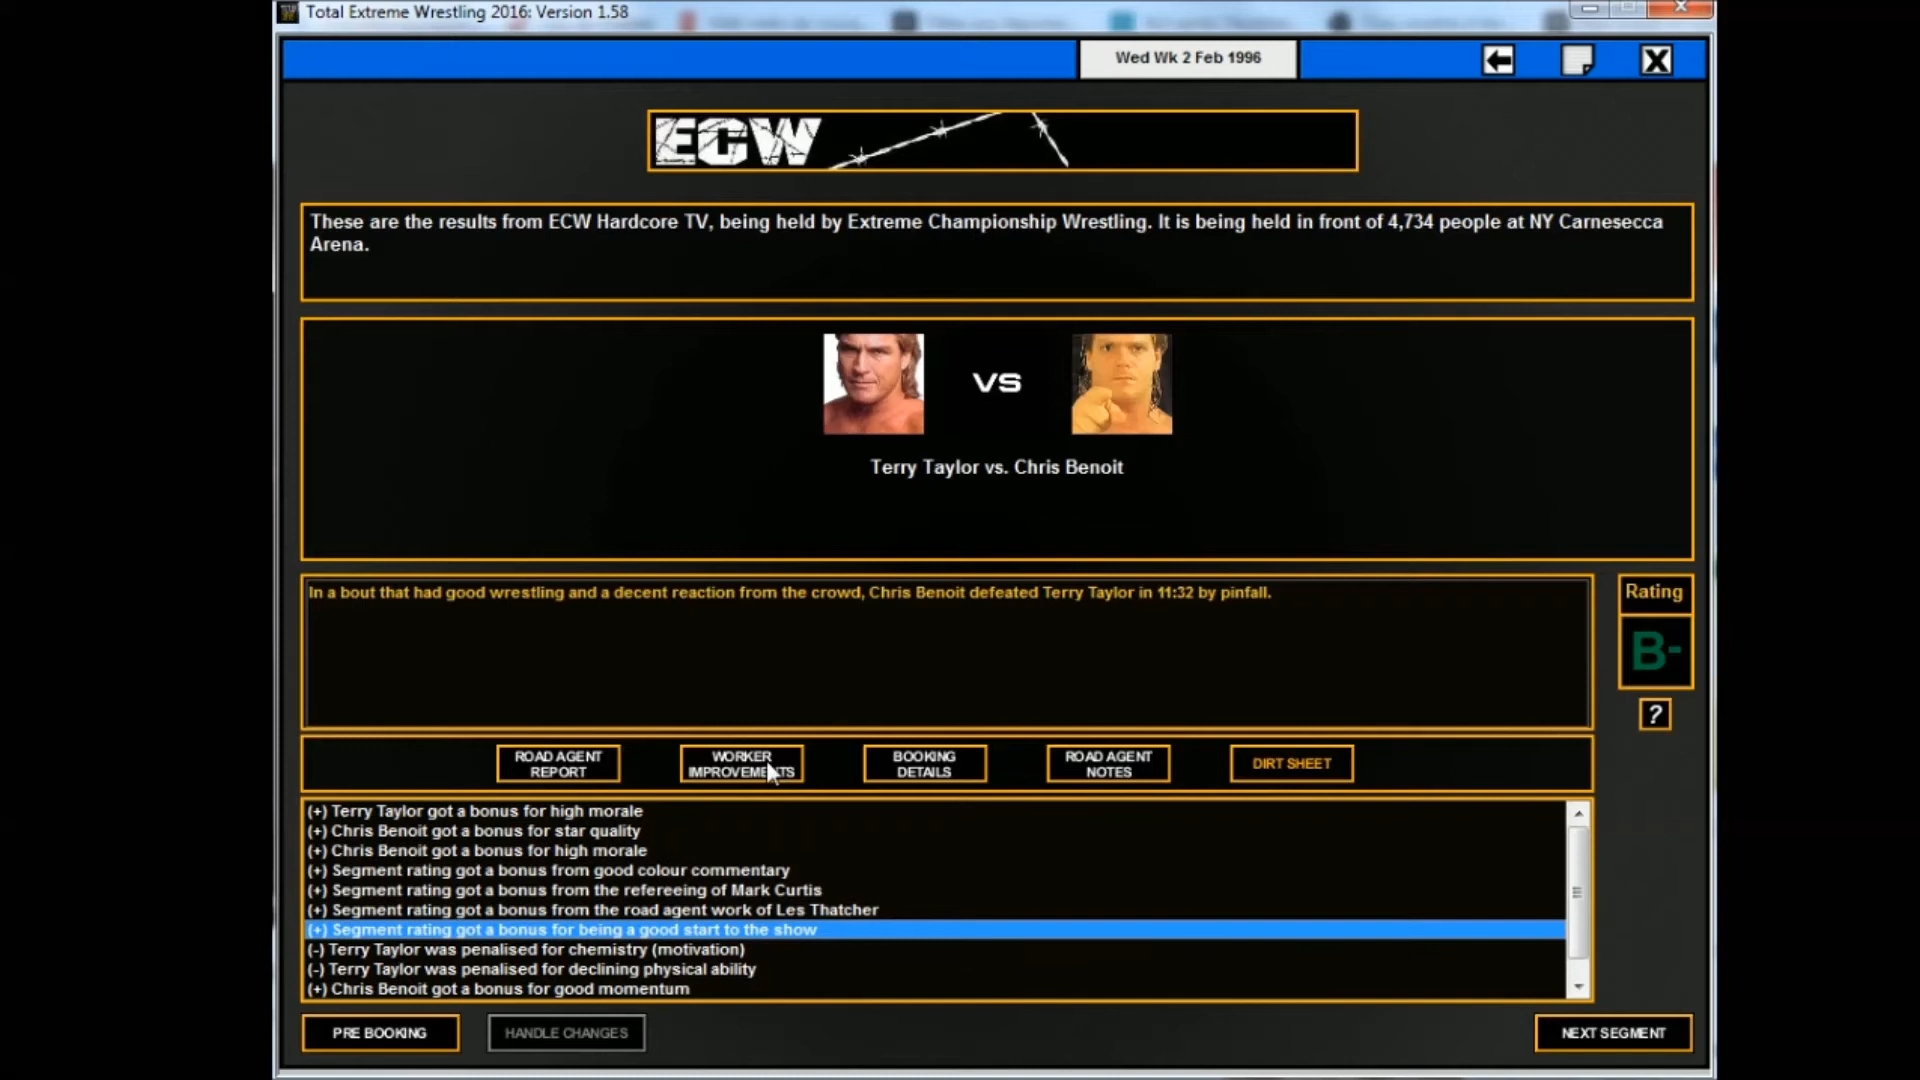 Total Extreme Wrestling 2016: Version 1.58
Wed Wk 2 Feb 1996
X
ECW
These are the results from ECW Hardcore TV, being held by Extreme Championship Wrestling. It is being held in front of 4,734 people at NY Carnesecca
Arena.
VS
Terry Taylor vs. Chris Benoit
In a bout that had good wrestling and a decent reaction from the crowd, Chris Benoit defeated Terry Taylor in 11:32 by pinfall.
Rating
B-
?
ROAD AGENT
REPORT
WORKER
IMPROVEMENTS
BOOKING
DETAILS
ROAD AGENT
NOTES
DIRT SHEET
(+) Terry Taylor got a bonus for high morale
(+) Chris Benoit got a bonus for star quality
(+) Chris Benoit got a bonus for high morale
(+) Segment rating got a bonus from good colour commentary
(+) Segment rating got a bonus from the refereeing of Mark Curtis
(+) Segment rating got a bonus from the road agent work of Les Thatcher
(+) Segment rating got a bonus for being a good start to the show
(-) Terry Taylor was penalised for chemistry (motivation)
(-) Terry Taylor was penalised for declining physical ability
(+) Chris Benoit got a bonus for good momentum
PRE BOOKING
HANDLE CHANGES
NEXT SEGMENT